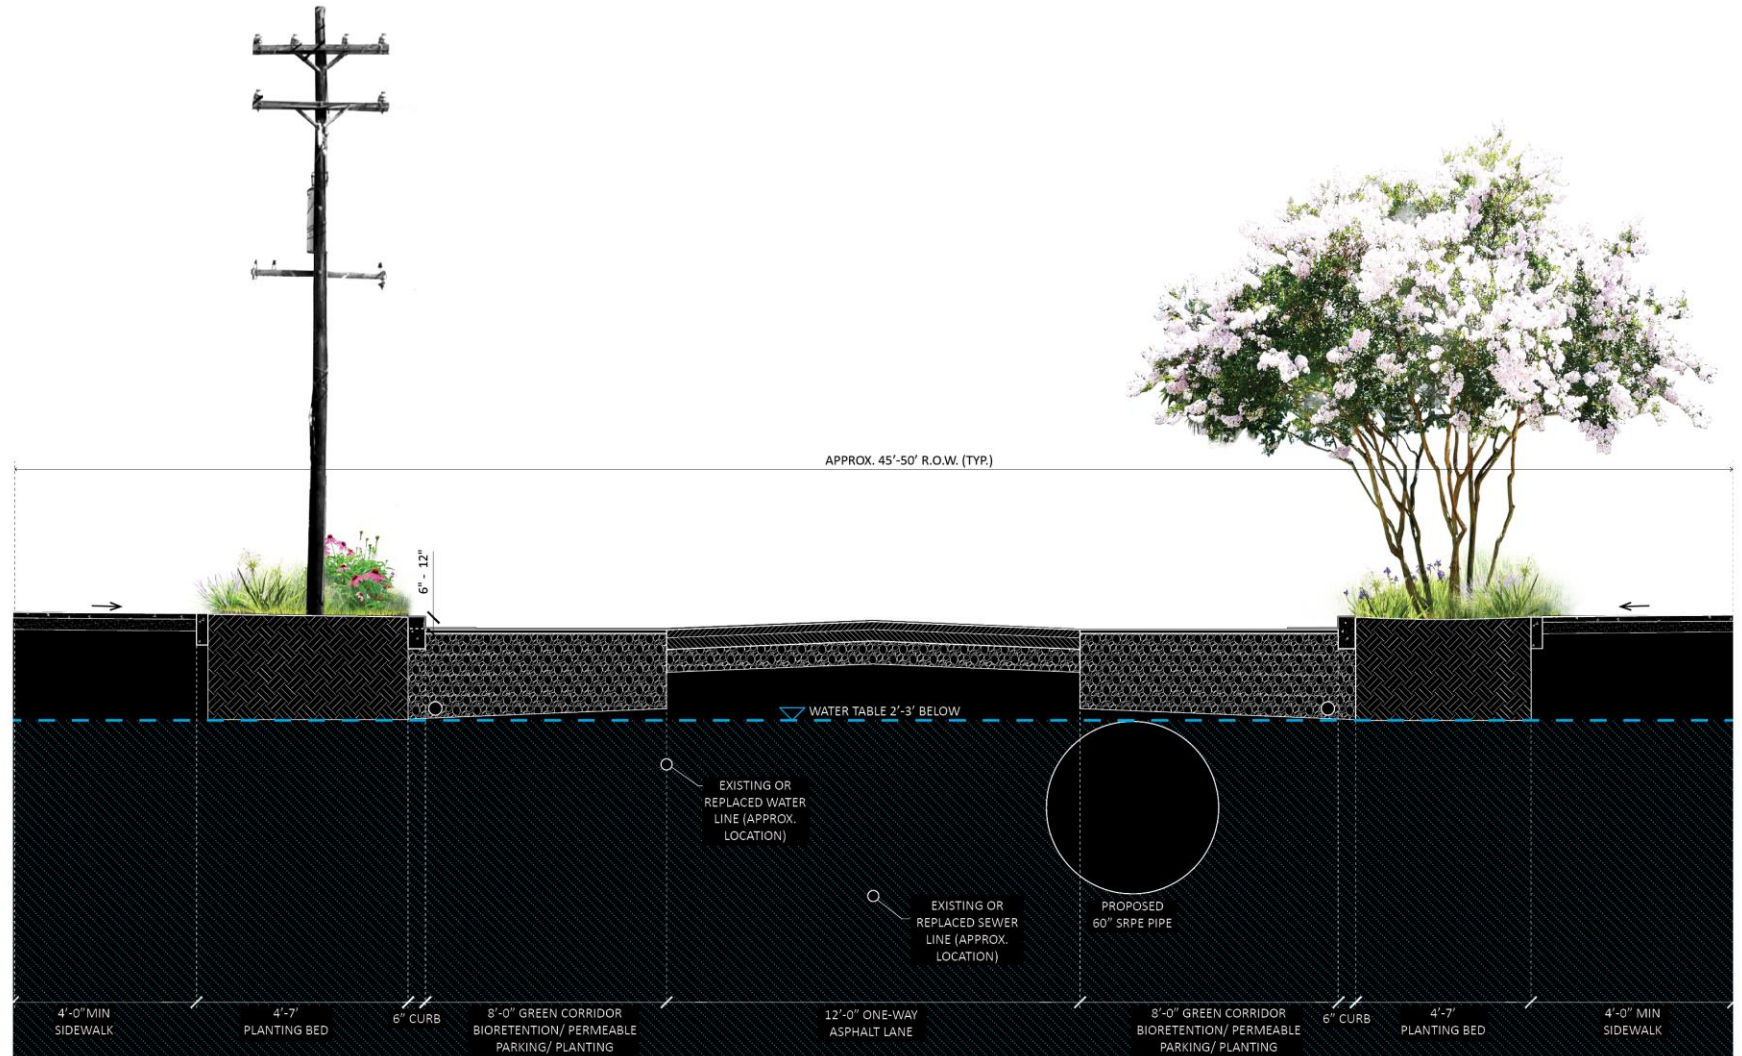 APPROX. 45'-50' R.O.W. (TYP.)
6" - 12"
WATER TABLE 2'-3' BELOW
EXISTING OR
REPLACED WATER
LINE (APPROX.
LOCATION)
EXISTING OR
REPLACED SEWER
LINE (APPROX.
LOCATION)
PROPOSED
60" SRPE PIPE
4'-0" MIN
SIDEWALK
4'-7'
PLANTING BED
6" CURB
8'-0" GREEN CORRIDOR
BIORETENTION/ PERMEABLE
PARKING/ PLANTING
12'-0" ONE-WAY
ASPHALT LANE
8'-0" GREEN CORRIDOR
BIORETENTION/ PERMEABLE
PARKING/ PLANTING
6" CURB
4'-7'
PLANTING BED
4'-0" MIN
SIDEWALK